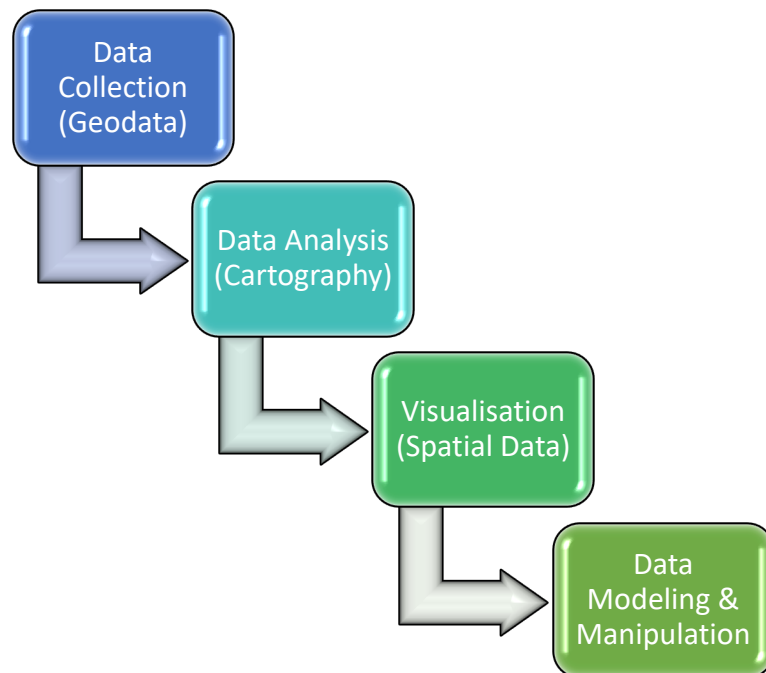 Data
Collection
(Geodata)
Data Analysis
(Cartography)
Visualisation
(Spatial Data)
Data
Modeling &
Manipulation